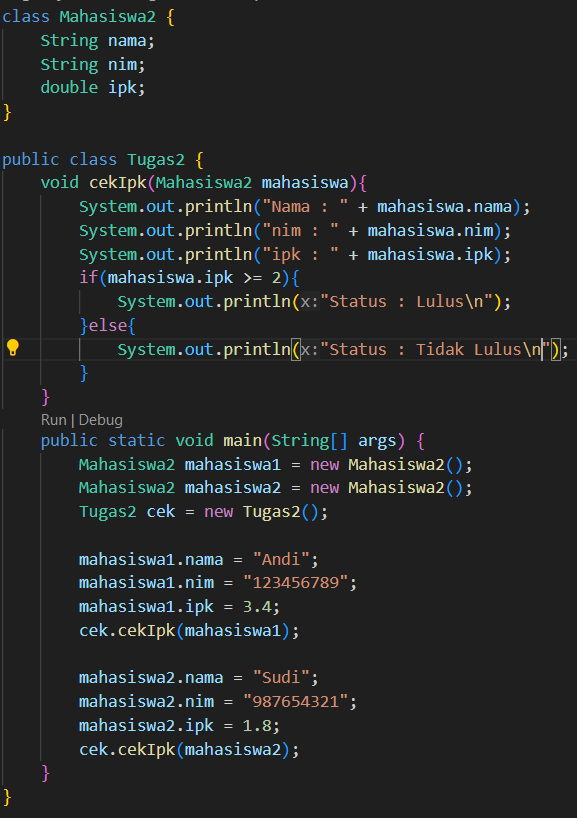 class Mahasiswa2 {
    String nama;
    String nim;
    double ipk;
}

public class Tugas2 {
    void cekIpk(Mahasiswa2 mahasiswa){
        System.out.println("Nama : " + mahasiswa.nama);
        System.out.println("nim : " + mahasiswa.nim);
        System.out.println("ipk : " + mahasiswa.ipk);
        if(mahasiswa.ipk >= 2){
            System.out.println(x:"Status : Lulus\n");
        }else{
            System.out.println(x:"Status : Tidak Lulus\n");
        }
    }
    Run | Debug
    public static void main(String[] args) {
        Mahasiswa2 mahasiswa1 = new Mahasiswa2();
        Mahasiswa2 mahasiswa2 = new Mahasiswa2();
        Tugas2 cek = new Tugas2();

        mahasiswa1.nama = "Andi";
        mahasiswa1.nim = "123456789";
        mahasiswa1.ipk = 3.4;
        cek.cekIpk(mahasiswa1);

        mahasiswa2.nama = "Sudi";
        mahasiswa2.nim = "987654321";
        mahasiswa2.ipk = 1.8;
        cek.cekIpk(mahasiswa2);
    }
}